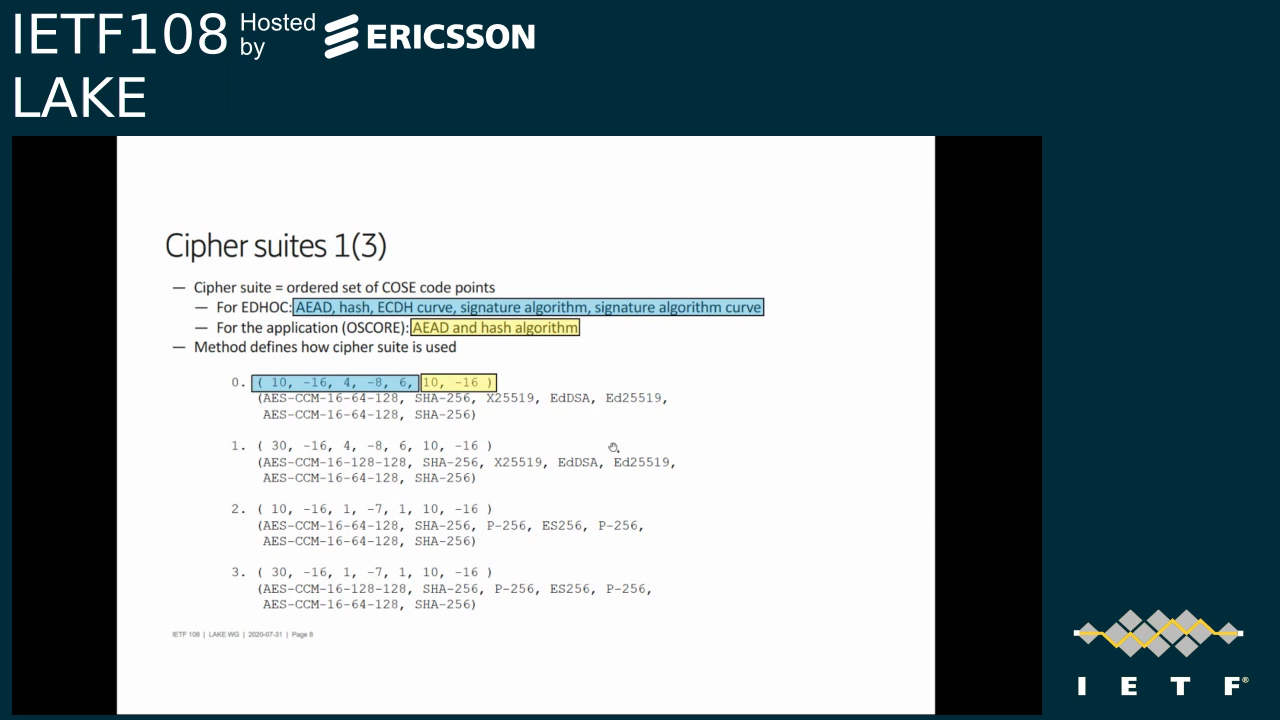 IETF108 Hosted by ERICSSON
LAKE
Cipher suites 1(3)
— Cipher suite = ordered set of COSE code points
— For EDHOC: AEAD, hash, ECDH curve, signature algorithm, signature algorithm curve
— For the application (OSCORE): AEAD and hash algorithm
— Method defines how cipher suite is used
0. ( 10, -16, 4, -8, 6, 10, -16 )
(AES-CCM-16-64-128, SHA-256, X25519, EdDSA, Ed25519,
AES-CCM-16-64-128, SHA-256)
1. ( 30, -16, 4, -8, 6, 10, -16 )
(AES-CCM-16-128-128, SHA-256, X25519, EdDSA, Ed25519,
AES-CCM-16-64-128, SHA-256)
2. ( 10, -16, 1, -7, 1, 10, -16 )
(AES-CCM-16-64-128, SHA-256, P-256, ES256, P-256,
AES-CCM-16-64-128, SHA-256)
3. ( 30, -16, 1, -7, 1, 10, -16 )
(AES-CCM-16-128-128, SHA-256, P-256, ES256, P-256,
AES-CCM-16-64-128, SHA-256)
IETF 108 | LAKE WG | 2020-07-31 | Page 8
I E T F®